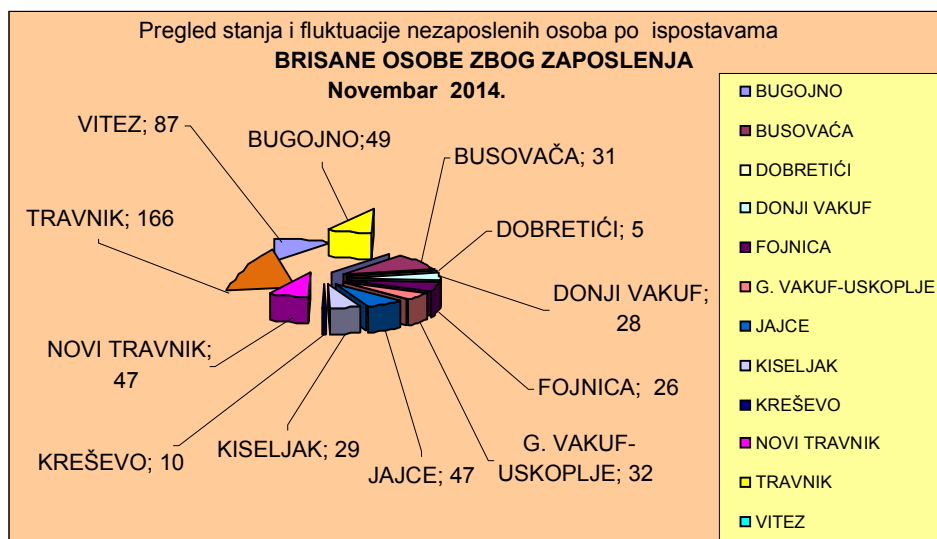 Pregled stanja i fluktuacije nezaposlenih osoba po ispostavama
BRISANE OSOBE ZBOG ZAPOSLENJA
Novembar 2014.
VITEZ; 87
BUGOJNO;49
BUSOVAČA; 31
TRAVNIK; 166
DOBRETIĆI; 5
DONJI VAKUF;
28
NOVI TRAVNIK;
47
FOJNICA; 26
KREŠEVO; 10
KISELJAK; 29
JAJCE; 47
G. VAKUF-
USKOPLJE; 32
BUGOJNO
BUSOVAĆA
DOBRETIĆI
DONJI VAKUF
FOJNICA
G. VAKUF-USKOPLJE
JAJCE
KISELJAK
KREŠEVO
NOVI TRAVNIK
TRAVNIK
VITEZ